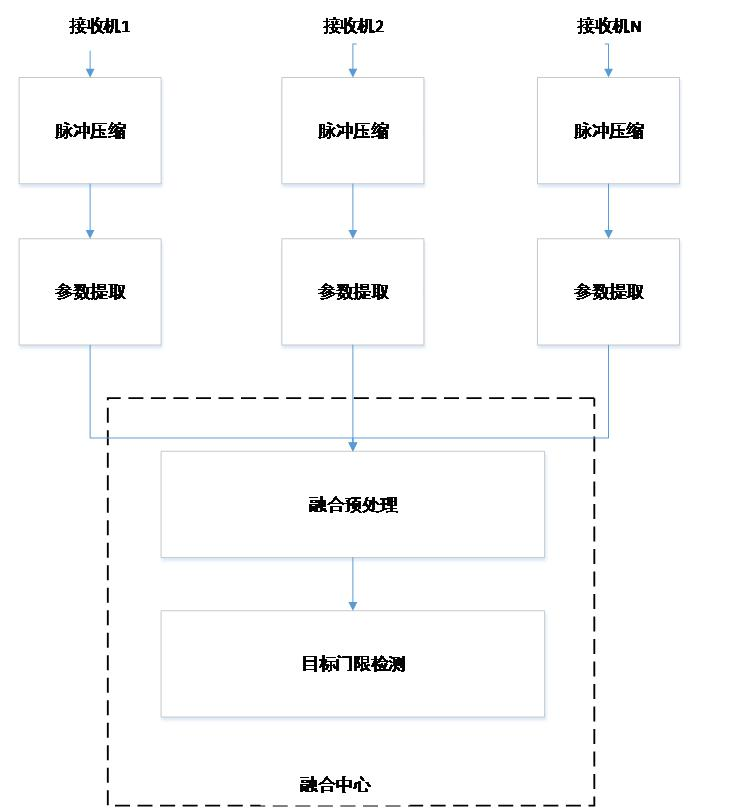 接收机1
接收机2
接收机N
脉冲压缩
脉冲压缩
脉冲压缩
参数提取
参数提取
参数提取
融合预处理
目标门限检测
融合中心